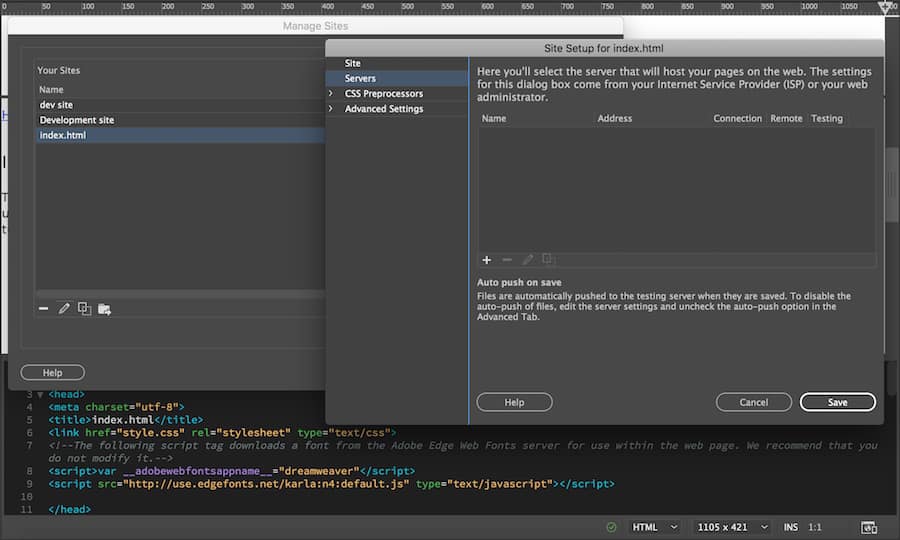 0 50 100 150 200 250 300 350 400 450 500 550 600 650 700 750 800 850 900 950 1000 1050
Manage Sites
Your Sites
Name
dev site
Development site
index.html
Help
Site Setup for index.html
Site
Servers
CSS Preprocessors
Advanced Settings
Here you'll select the server that will host your pages on the web. The settings
for this dialog box come from your Internet Service Provider (ISP) or your web
administrator.
Name Address Connection Remote Testing
Auto push on save
Files are automatically pushed to the testing server when they are saved. To disable the
auto-push of files, edit the server settings and uncheck the auto-push option in the
Advanced Tab.
Help Cancel Save
3 <head>
4 <meta charset="utf-8">
5 <title>index.html</title>
6 <link href="style.css" rel="stylesheet" type="text/css">
7 <!--The following script tag downloads a font from the Adobe Edge Web Fonts server for use within the web page. We recommend that you
do not modify it.-->
8 <script>var __adobewebfontsappname__="dreamweaver"</script>
9 <script src="http://use.edgefonts.net/karla:n4:default.js" type="text/javascript"></script>
10
11 </head>
HTML 1105 x 421 INS 1:1